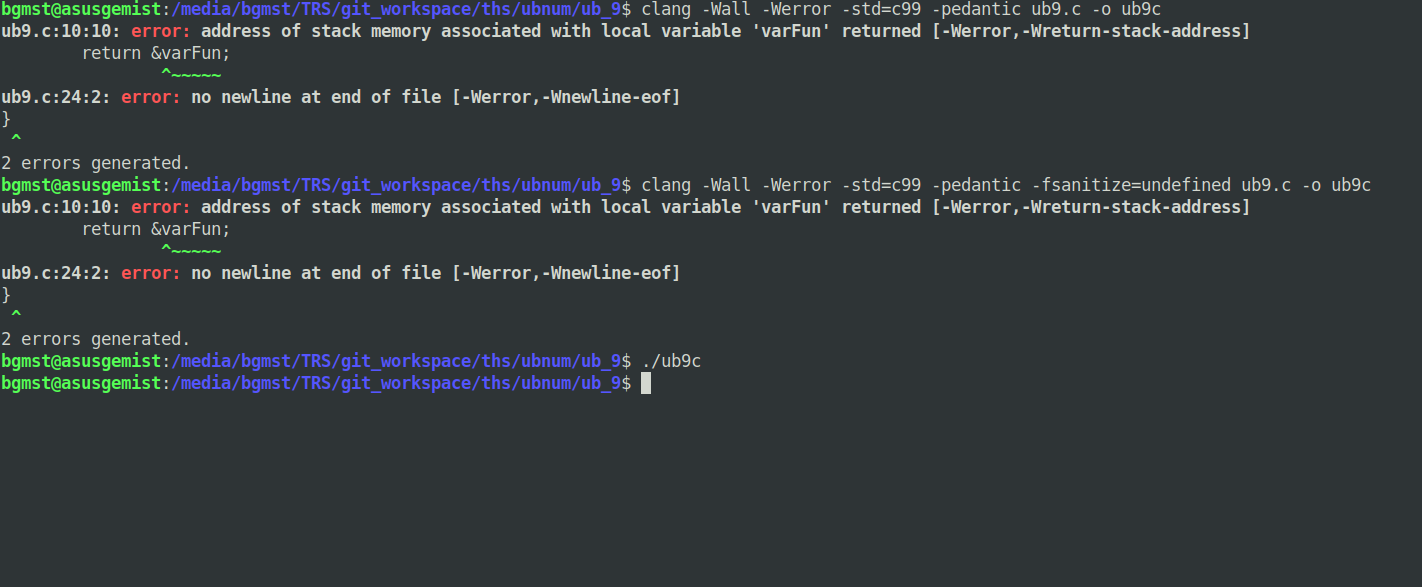 bgmst@asusgemist:/media/bgmst/TRS/git_workspace/ths/ubnum/ub_9$ clang -Wall -Werror -std=c99 -pedantic ub9.c -o ub9c
ub9.c:10:10: error: address of stack memory associated with local variable 'varFun' returned [-Werror,-Wreturn-stack-address]
        return &varFun;
                ^~~~~~
ub9.c:24:2: error: no newline at end of file [-Werror,-Wnewline-eof]
}
 ^
2 errors generated.
bgmst@asusgemist:/media/bgmst/TRS/git_workspace/ths/ubnum/ub_9$ clang -Wall -Werror -std=c99 -pedantic -fsanitize=undefined ub9.c -o ub9c
ub9.c:10:10: error: address of stack memory associated with local variable 'varFun' returned [-Werror,-Wreturn-stack-address]
        return &varFun;
                ^~~~~~
ub9.c:24:2: error: no newline at end of file [-Werror,-Wnewline-eof]
}
 ^
2 errors generated.
bgmst@asusgemist:/media/bgmst/TRS/git_workspace/ths/ubnum/ub_9$ ./ub9c
bgmst@asusgemist:/media/bgmst/TRS/git_workspace/ths/ubnum/ub_9$